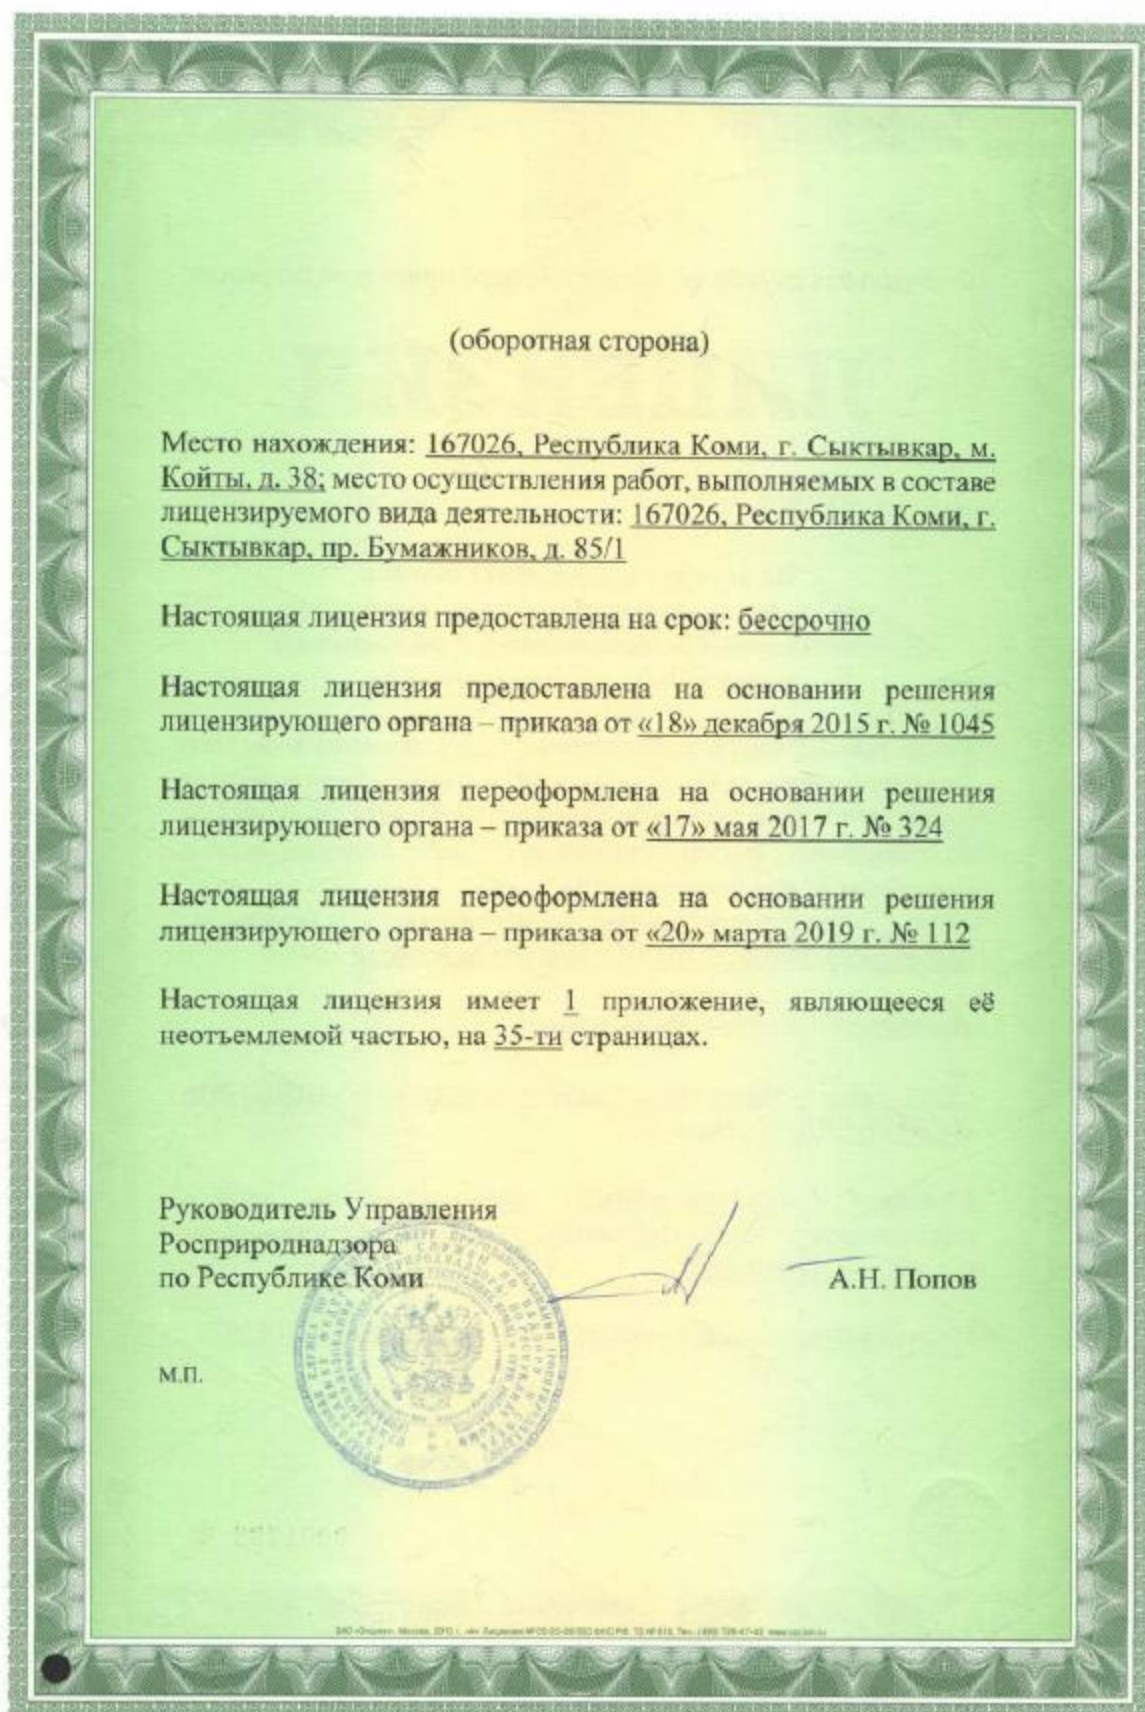 (оборотная сторона)
Место нахождения: 167026, Республика Коми, г. Сыктывкар, м.
Койты, д. 38; место осуществления работ, выполняемых в составе
лицензируемого вида деятельности: 167026, Республика Коми, г.
Сыктывкар, пр. Бумажников, д. 85/1
Настоящая лицензия предоставлена на срок: бессрочно
Настоящая лицензия предоставлена на основании решения
лицензирующего органа – приказа от «18» декабря 2015 г. № 1045
Настоящая лицензия переоформлена на основании решения
лицензирующего органа – приказа от «17» мая 2017 г. № 324
Настоящая лицензия переоформлена на основании решения
лицензирующего органа – приказа от «20» марта 2019 г. № 112
Настоящая лицензия имеет 1 приложение, являющееся её
неотъемлемой частью, на 35-ти страницах.
Руководитель Управления
Росприроднадзора
по Республике Коми
А.Н. Попов
М.П.